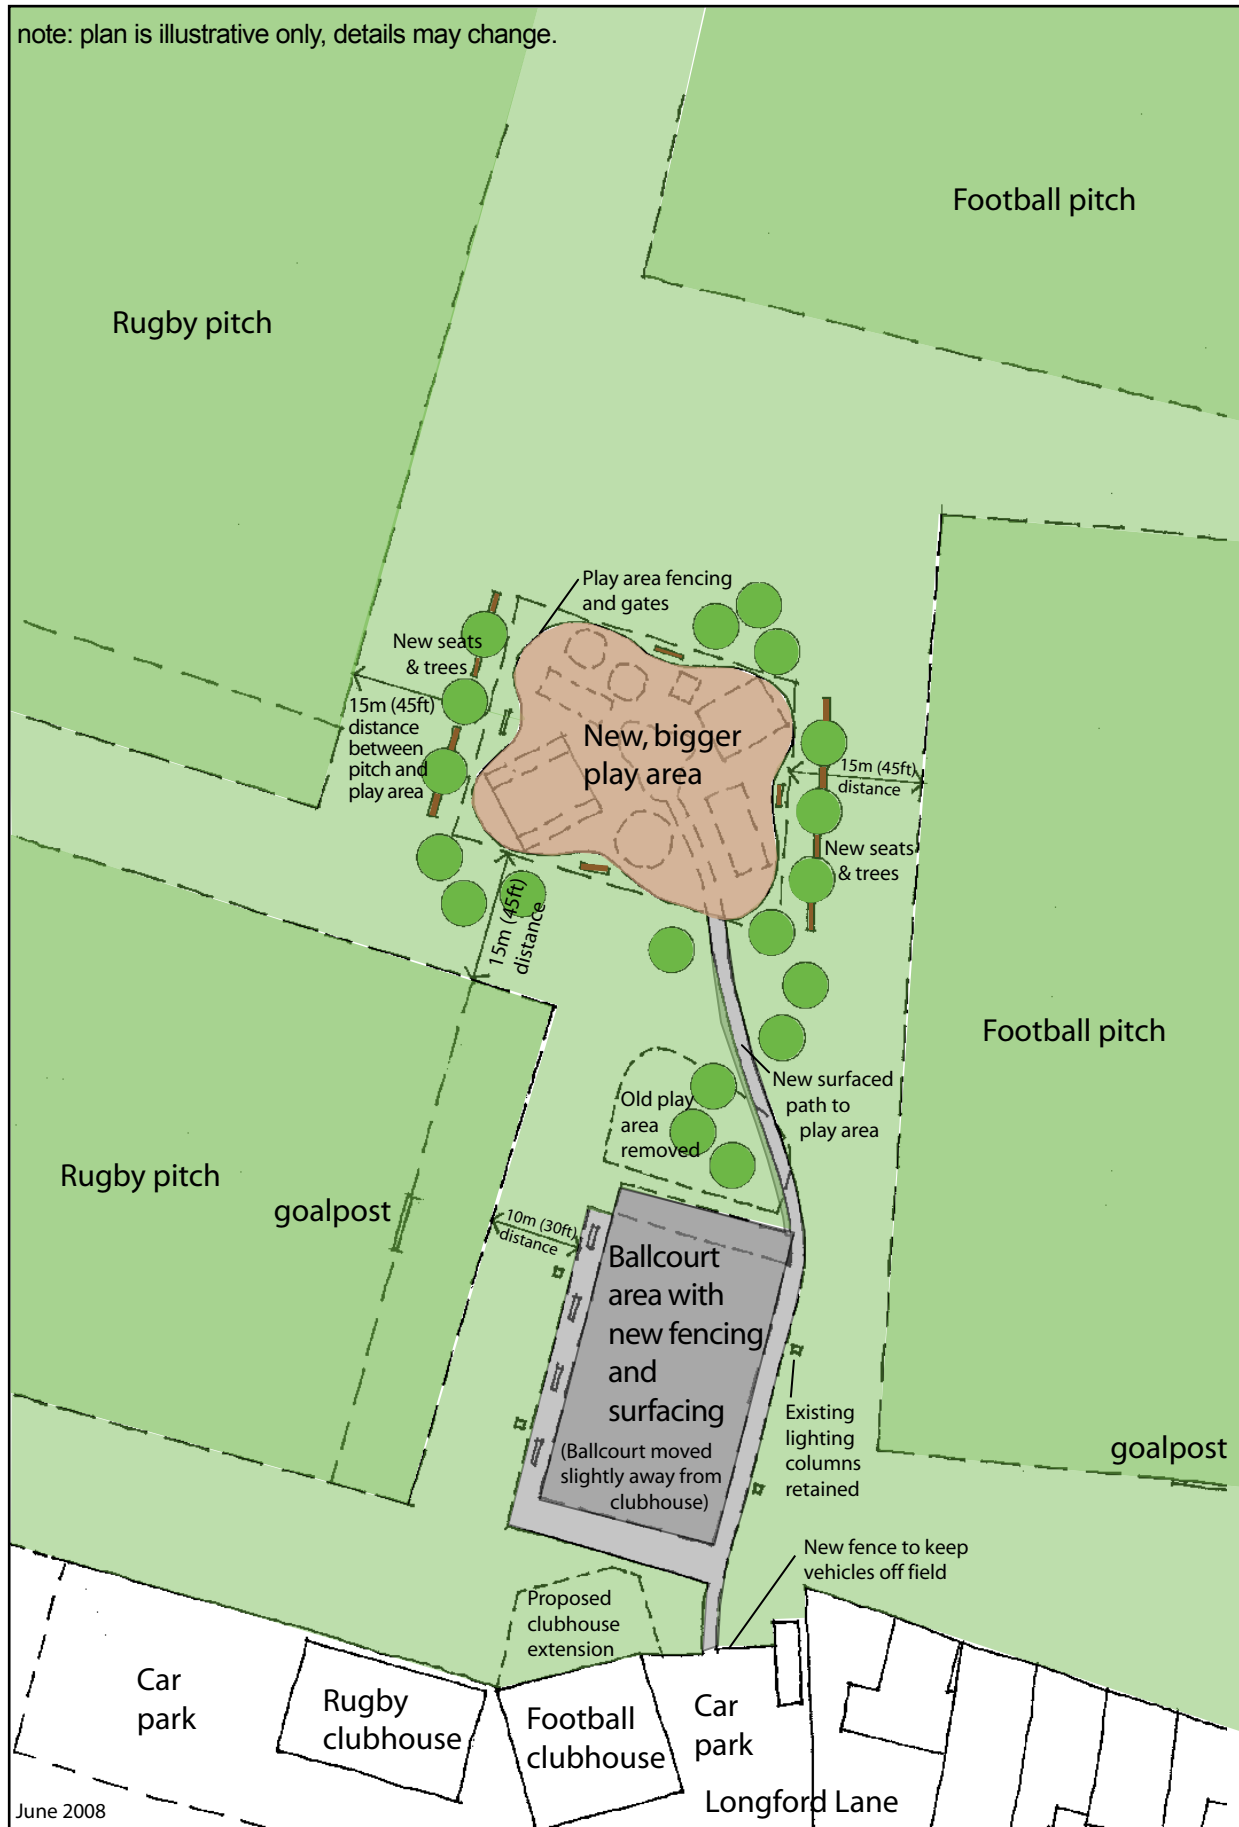 note: plan is illustrative only, details may change.
Football pitch
Rugby pitch
Play area fencing
and gates
New seats
& trees
15m (45ft)
distance
between
pitch and
play area
New, bigger
play area
15m (45ft)
distance
New seats
& trees
15m (45ft)
distance
Football pitch
New surfaced
path to
play area
Old play
area
removed
Rugby pitch
goalpost
10m (30ft)
distance
Ballcourt
area with
new fencing
and
surfacing
(Ballcourt moved
slightly away from
clubhouse)
Existing
lighting
columns
retained
goalpost
New fence to keep
vehicles off field
Proposed
clubhouse
extension
Car
park
Rugby
clubhouse
Football
clubhouse
Car
park
Longford Lane
June 2008